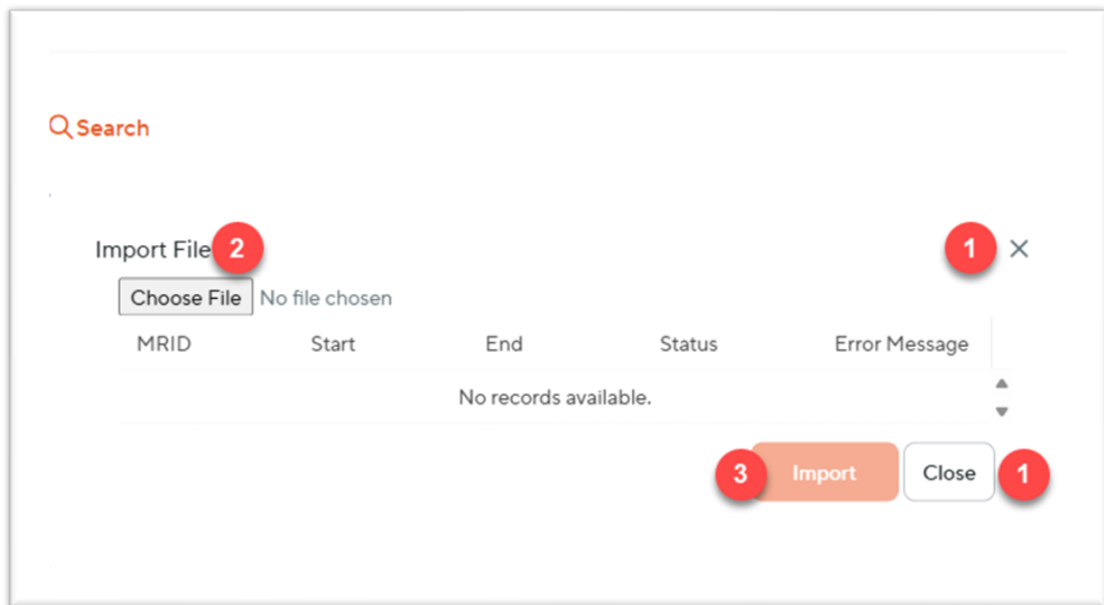 Search
Import File 2 1
Choose File No file chosen
MRID Start End Status Error Message
No records available.
3 Import Close 1